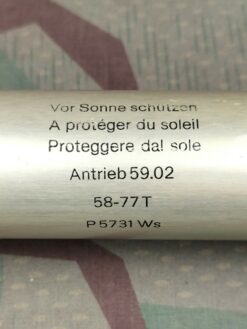 Vor Sonne schützen
A protéger du soleil
Proteggere dal sole
Antrieb 59.02
58-77 T
P 5731 Ws